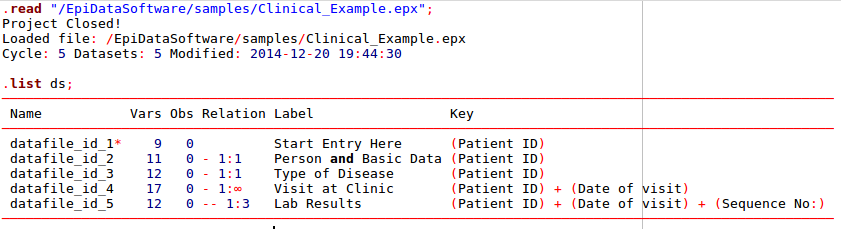 .read "/EpiDataSoftware/samples/Clinical_Example.epx";
Project Closed!
Loaded file: /EpiDataSoftware/samples/Clinical_Example.epx
Cycle: 5 Datasets: 5 Modified: 2014-12-20 19:44:30
.list ds;
Name Vars Obs Relation Label Key
datafile_id_1* 9 0 Start Entry Here (Patient ID)
datafile_id_2 11 0 - 1:1 Person and Basic Data (Patient ID)
datafile_id_3 12 0 - 1:1 Type of Disease (Patient ID)
datafile_id_4 17 0 - 1:∞ Visit at Clinic (Patient ID) + (Date of visit)
datafile_id_5 12 0 -- 1:3 Lab Results (Patient ID) + (Date of visit) + (Sequence No:)